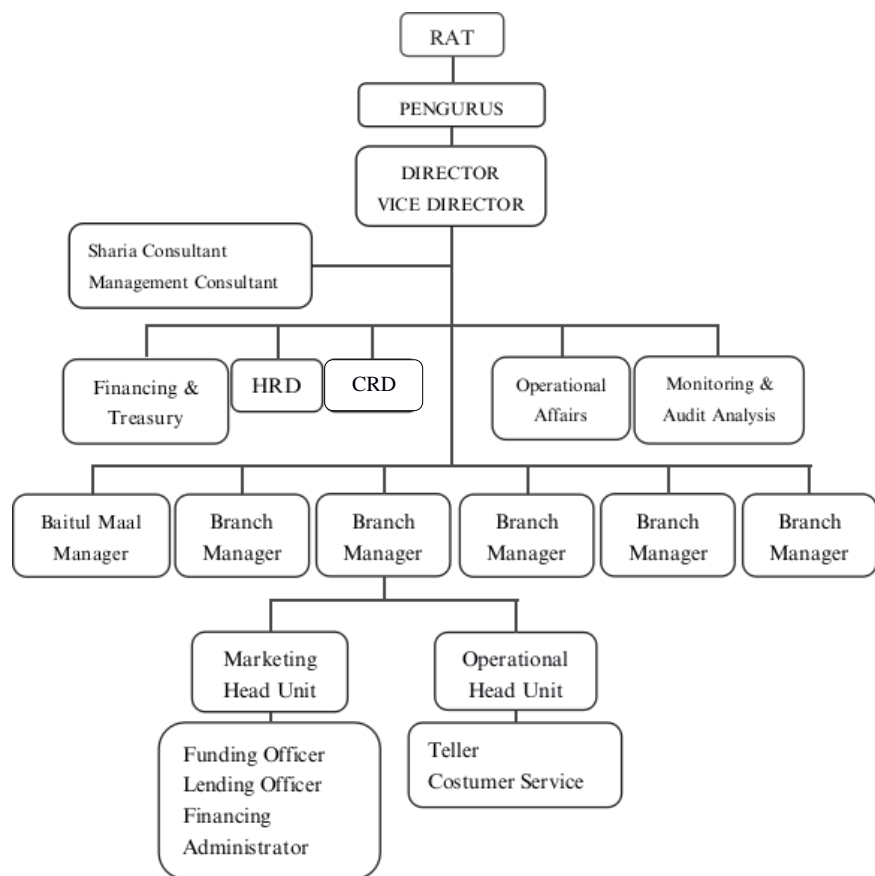 RAT
PENGURUS
DIRECTOR
VICE DIRECTOR
Sharia Consultant
Management Consultant
Financing &
Treasury
HRD
CRD
Operational
Affairs
Monitoring &
Audit Analysis
Baitul Maal
Manager
Branch
Manager
Branch
Manager
Branch
Manager
Branch
Manager
Branch
Manager
Marketing
Head Unit
Operational
Head Unit
Funding Officer
Lending Officer
Financing
Administrator
Teller
Costumer Service